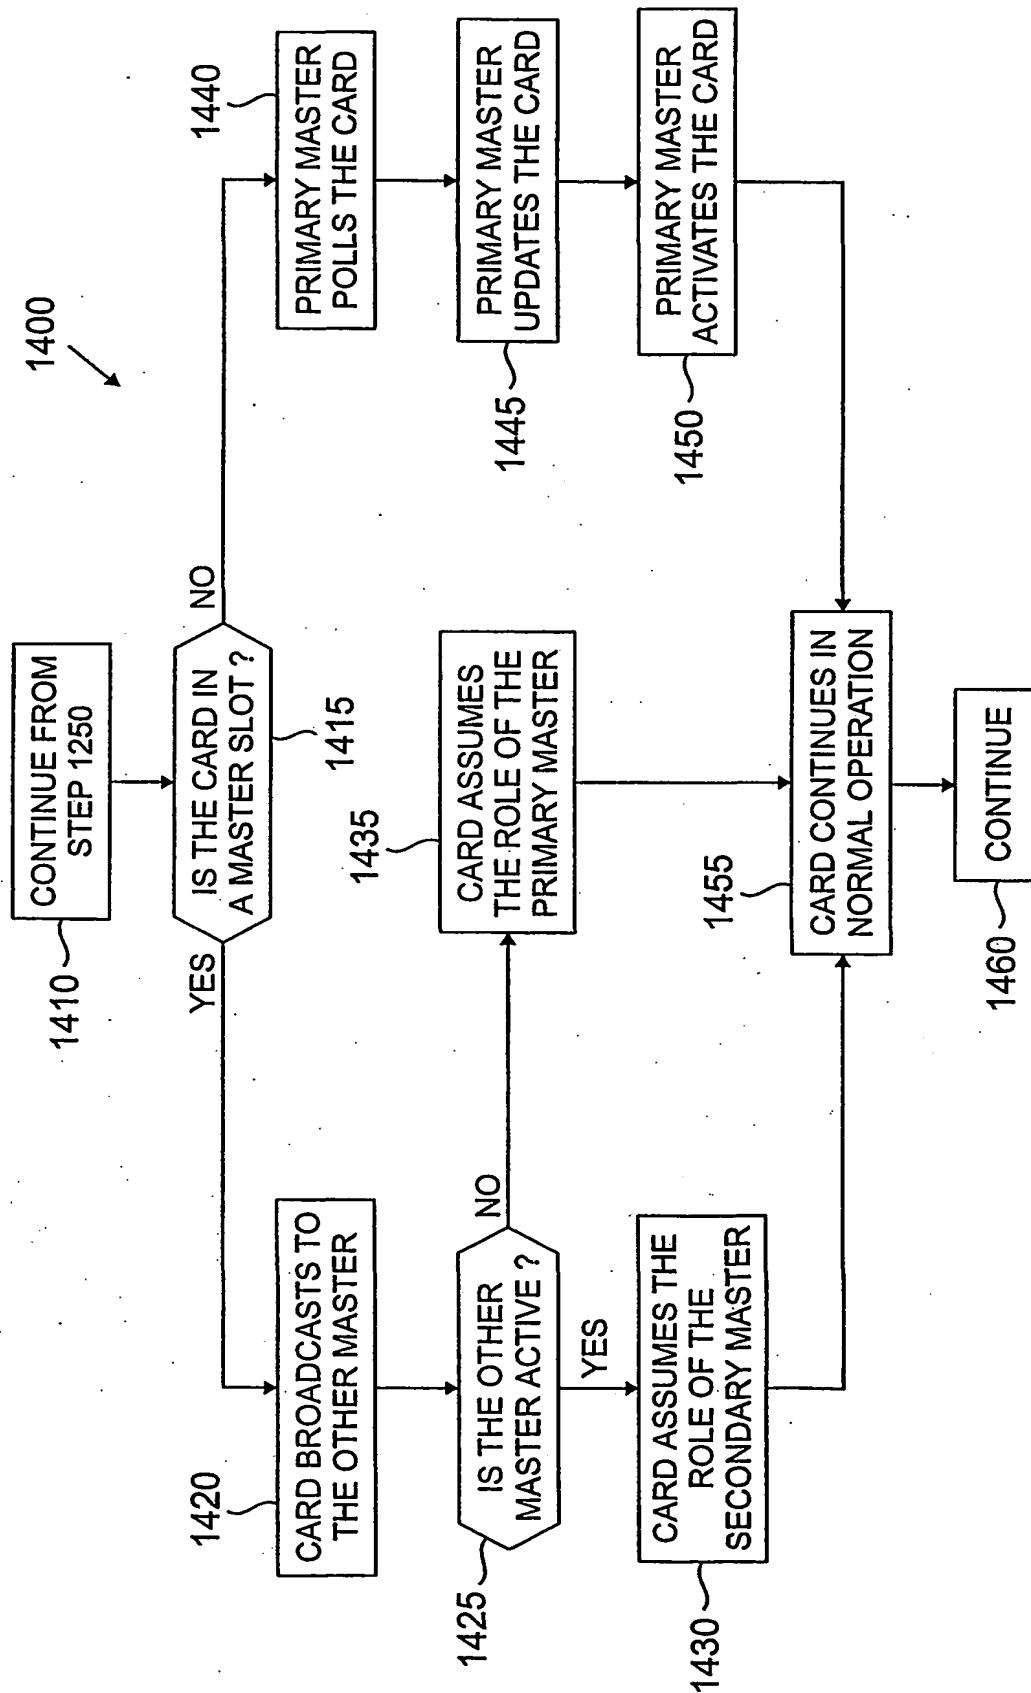 1400
CONTINUE FROM
STEP 1250
1410
IS THE CARD IN
A MASTER SLOT ?
1415
YES
NO
CARD BROADCASTS TO
THE OTHER MASTER
1420
IS THE OTHER
MASTER ACTIVE ?
1425
NO
YES
CARD ASSUMES THE
ROLE OF THE
SECONDARY MASTER
1430
CARD ASSUMES
THE ROLE OF THE
PRIMARY MASTER
1435
PRIMARY MASTER
POLLS THE CARD
1440
PRIMARY MASTER
UPDATES THE CARD
1445
PRIMARY MASTER
ACTIVATES THE CARD
1450
CARD CONTINUES IN
NORMAL OPERATION
1455
CONTINUE
1460